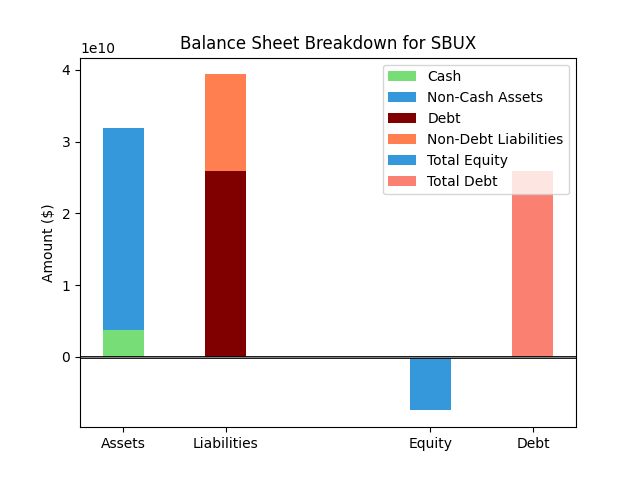 Balance Sheet Breakdown for SBUX
1e10
4
3
2
1
0
Amount ($)
Cash
Non-Cash Assets
Debt
Non-Debt Liabilities
Total Equity
Total Debt
Assets
Liabilities
Equity
Debt